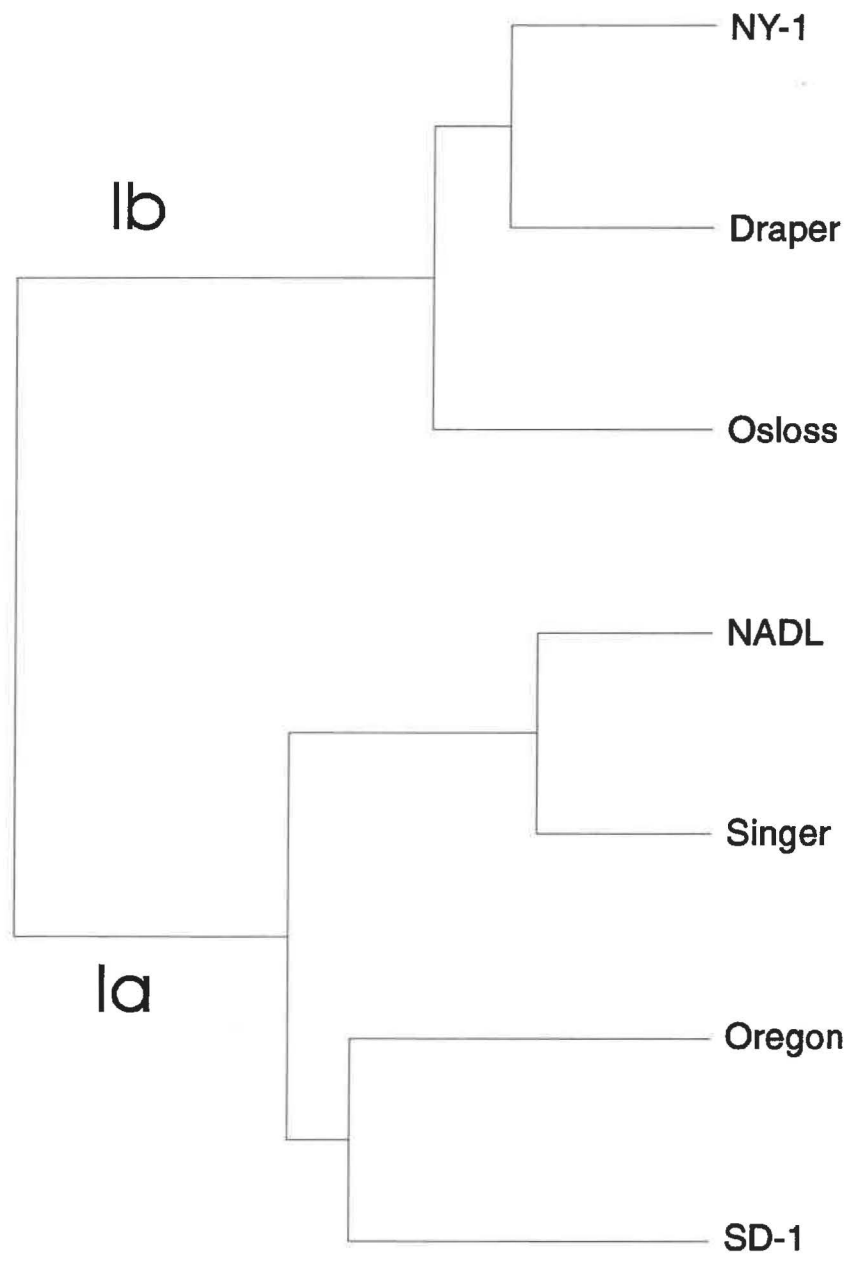 NY-1
Ib
Draper
Osloss
NADL
Singer
Ia
Oregon
SD-1